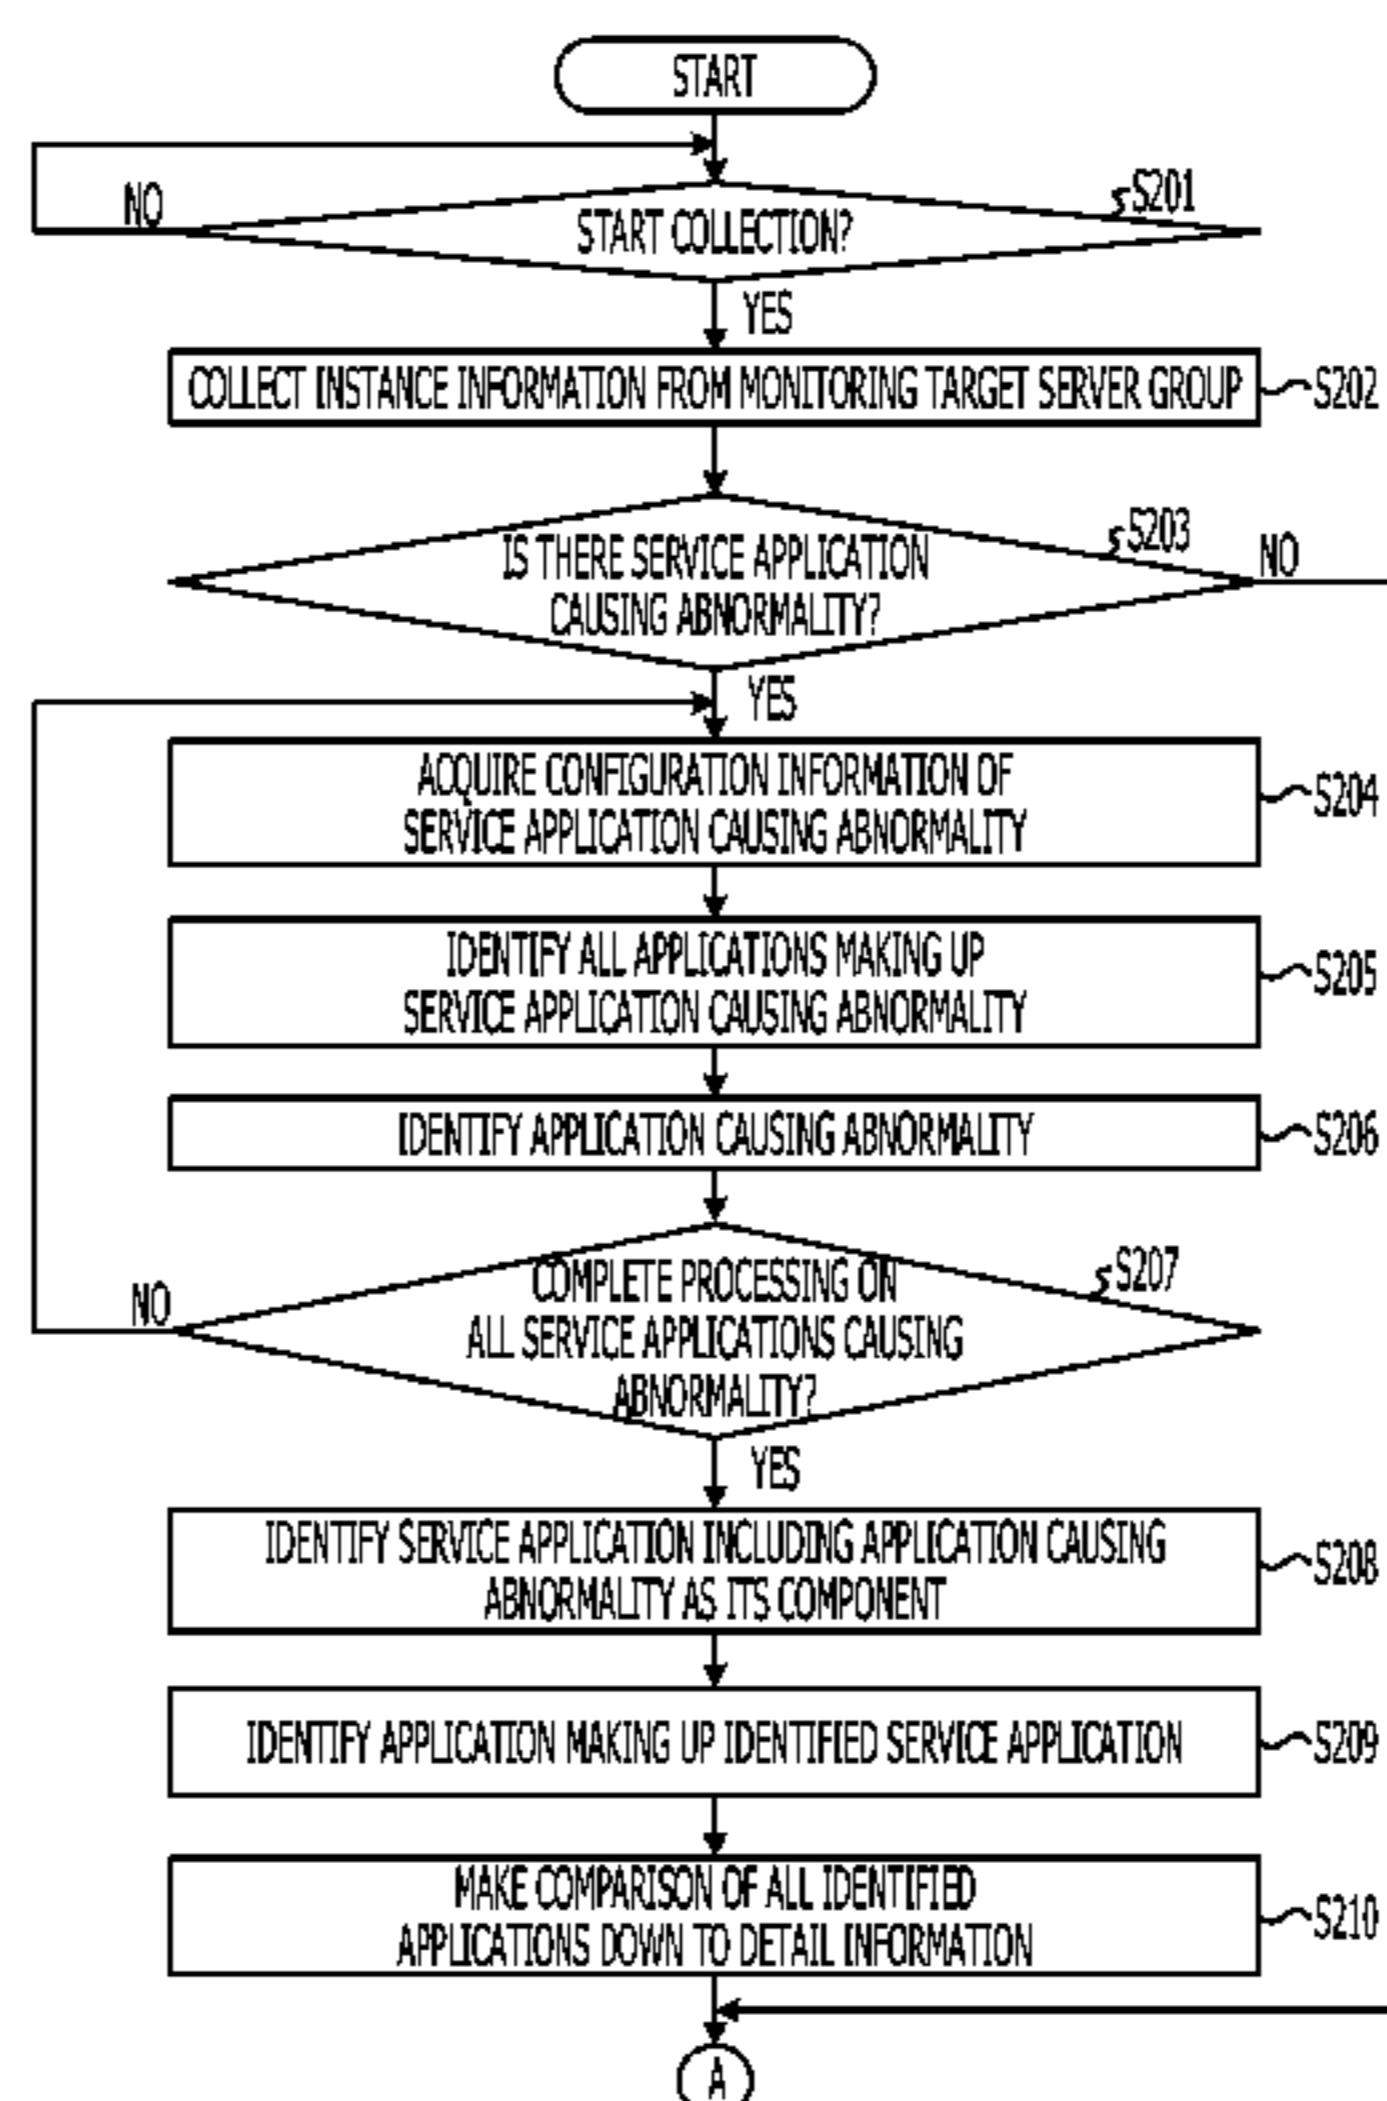 START
NO
S201
START COLLECTION?
YES
COLLECT INSTANCE INFORMATION FROM MONITORING TARGET SERVER GROUP
S202
S203
NO
IS THERE SERVICE APPLICATION
CAUSING ABNORMALITY?
YES
ACQUIRE CONFIGURATION INFORMATION OF
SERVICE APPLICATION CAUSING ABNORMALITY
S204
IDENTIFY ALL APPLICATIONS MAKING UP
SERVICE APPLICATION CAUSING ABNORMALITY
S205
IDENTIFY APPLICATION CAUSING ABNORMALITY
S206
S207
NO
COMPLETE PROCESSING ON
ALL SERVICE APPLICATIONS CAUSING
ABNORMALITY?
YES
IDENTIFY SERVICE APPLICATION INCLUDING APPLICATION CAUSING
ABNORMALITY AS ITS COMPONENT
S208
IDENTIFY APPLICATION MAKING UP IDENTIFIED SERVICE APPLICATION
S209
MAKE COMPARISON OF ALL IDENTIFIED
APPLICATIONS DOWN TO DETAIL INFORMATION
S210
A